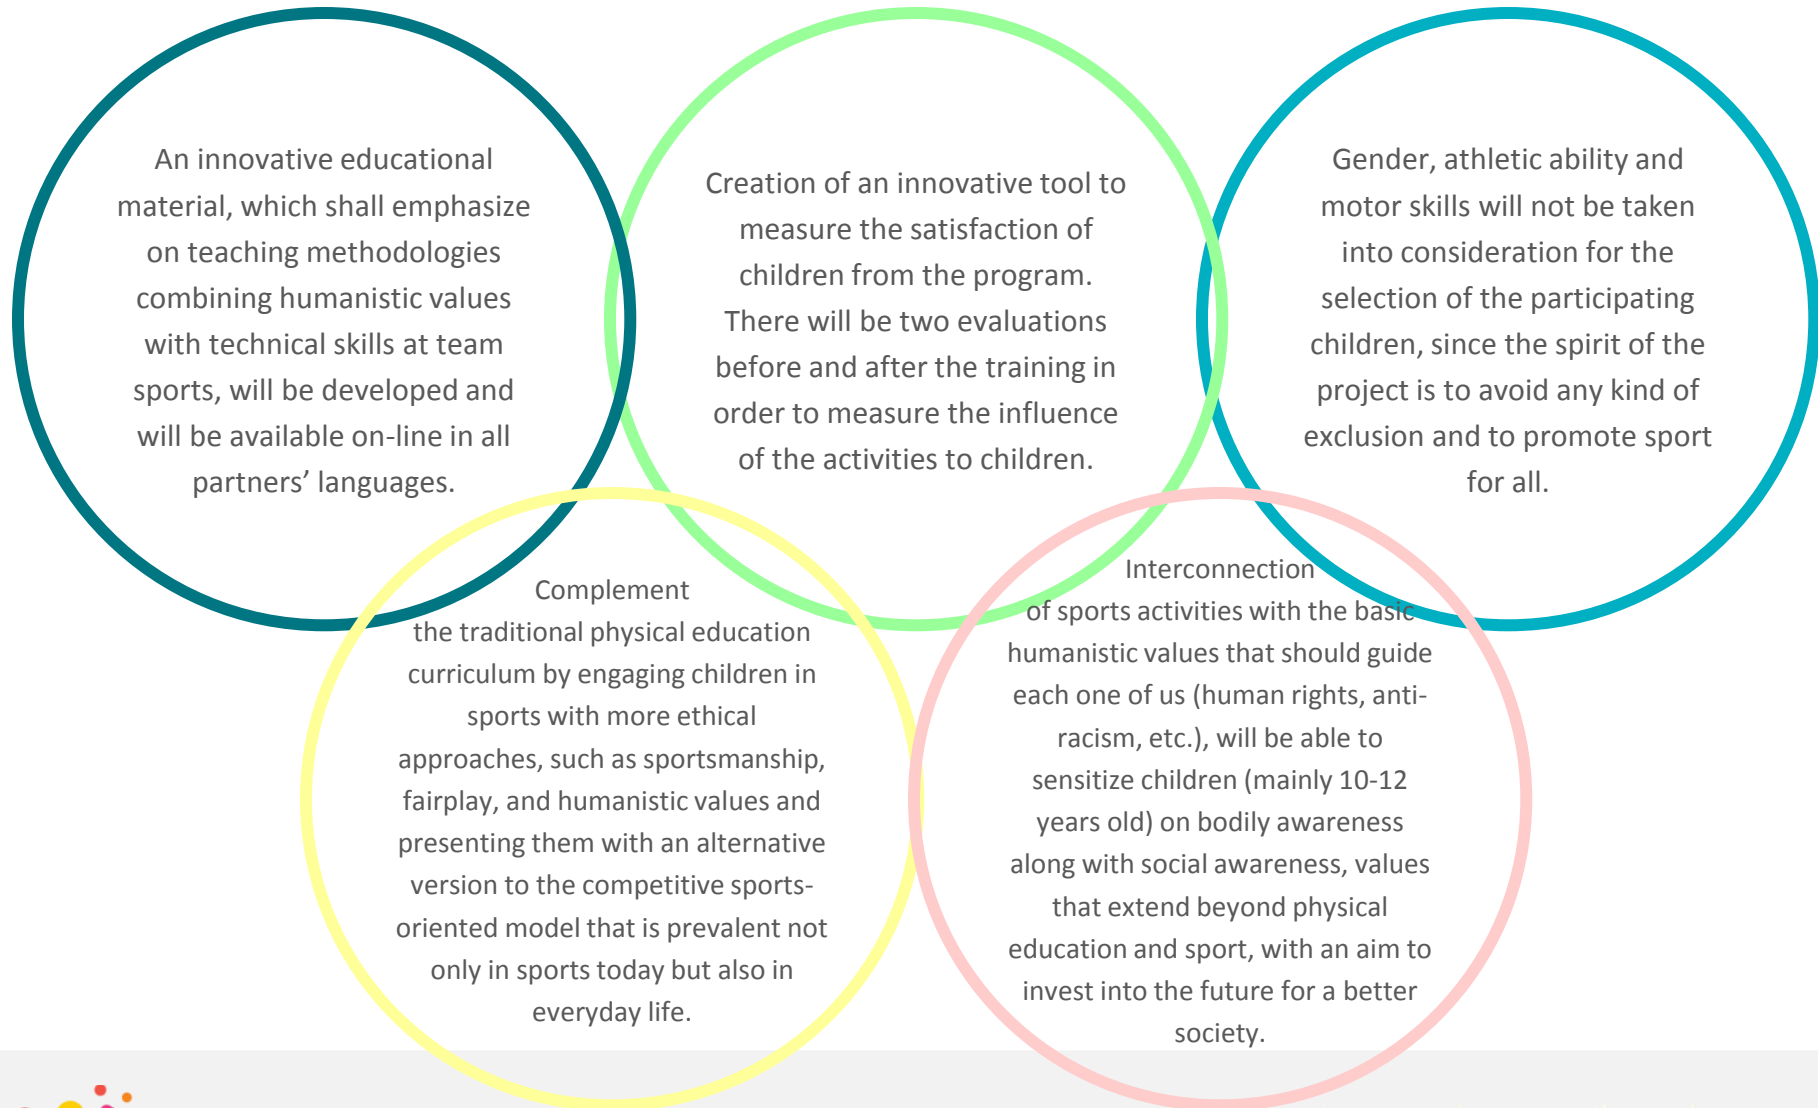 An innovative educational
material, which shall emphasize
on teaching methodologies
combining humanistic values
with technical skills at team
sports, will be developed and
will be available on-line in all
partners’ languages.
Creation of an innovative tool to
measure the satisfaction of
children from the program.
There will be two evaluations
before and after the training in
order to measure the influence
of the activities to children.
Gender, athletic ability and
motor skills will not be taken
into consideration for the
selection of the participating
children, since the spirit of the
project is to avoid any kind of
exclusion and to promote sport
for all.
Complement
the traditional physical education
curriculum by engaging children in
sports with more ethical
approaches, such as sportsmanship,
fairplay, and humanistic values and
presenting them with an alternative
version to the competitive sports-
oriented model that is prevalent not
only in sports today but also in
everyday life.
Interconnection
of sports activities with the basic
humanistic values that should guide
each one of us (human rights, anti-
racism, etc.), will be able to
sensitize children (mainly 10-12
years old) on bodily awareness
along with social awareness, values
that extend beyond physical
education and sport, with an aim to
invest into the future for a better
society.